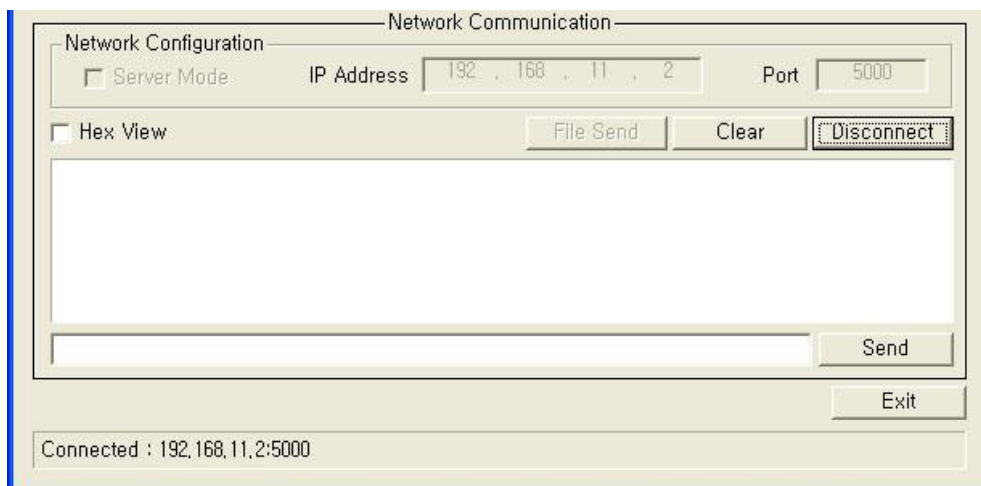 Network Communication
Network Configuration
Server Mode IP Address 192 . 168 . 11 . 2 Port 5000
Hex View File Send Clear Disconnect
Send
Exit
Connected : 192,168,11,2:5000